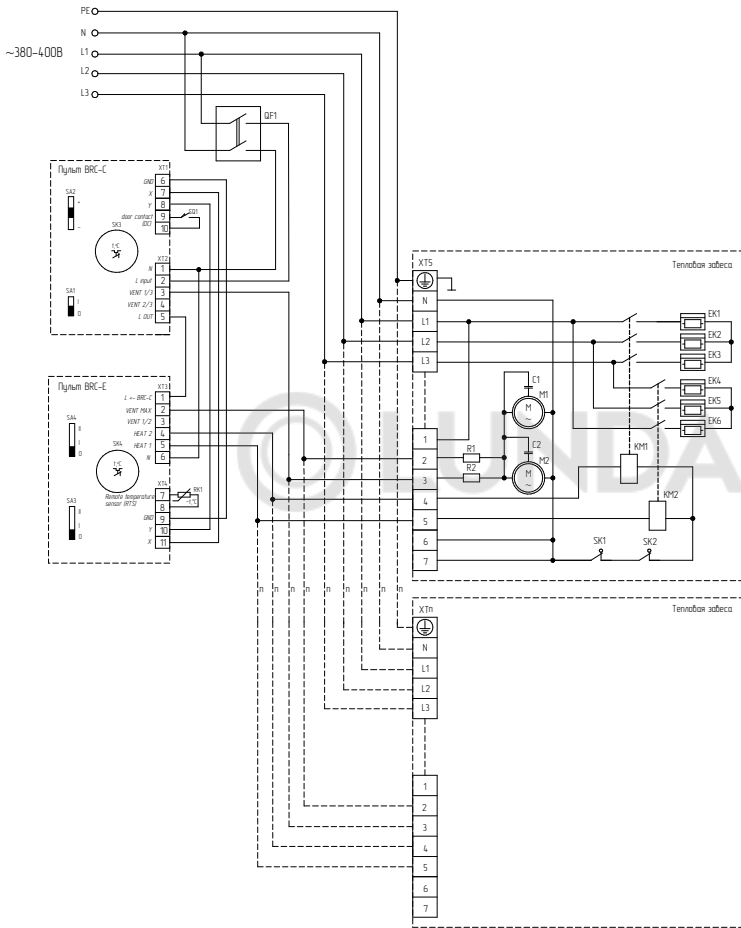 PE
N
~380-400В
L1
L2
L3
QF1
Пульт BRC-C
XT1
SA2
+
-
GND 6
X 7
Y 8
door contact (DC) 9
10
SQ1
SK3
t,°C
XT2
N 1
L input 2
VENT 1/3 3
VENT 2/3 4
L OUT 5
SA1
I
0
Пульт BRC-E
XT3
L <- BRC-C 1
VENT MAX 2
VENT 1/2 3
HEAT 2 4
HEAT 1 5
N 6
SA4
II
I
0
SK4
t,°C
XT4
Remote temperature sensor (RTS) 7
8
RK1
-t,°C
GND 9
Y 10
X 11
SA3
II
I
0
n n n n n n n n
XT5
Тепловая завеса
N
L1
L2
L3
1
2
3
4
5
6
7
R1
R2
C1
M1
M
~
C2
M2
M
~
EK1
EK2
EK3
EK4
EK5
EK6
KM1
KM2
SK1
SK2
LUNDA
XTn
Тепловая завеса
N
L1
L2
L3
1
2
3
4
5
6
7